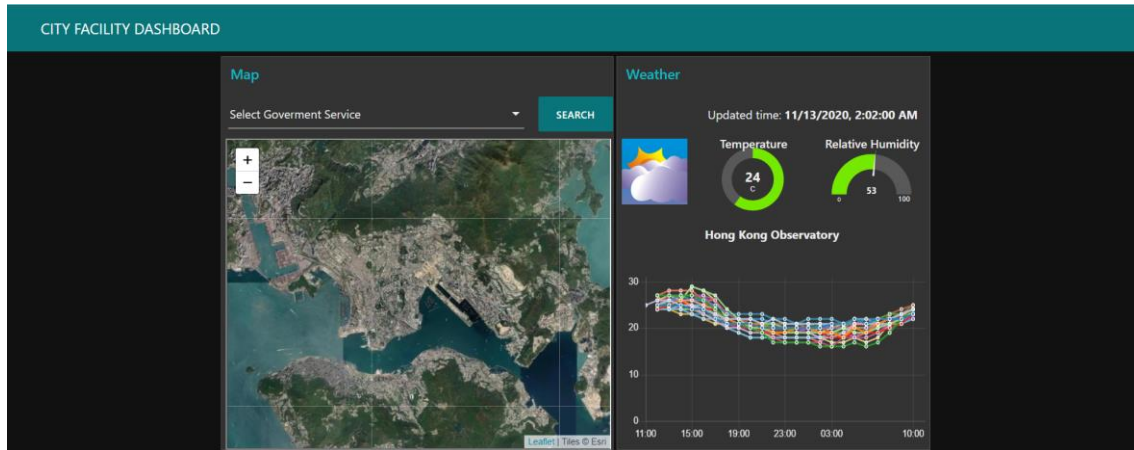 CITY FACILITY DASHBOARD
Map
Select Goverment Service
SEARCH
+
−
Leaflet | Tiles © Esri
Weather
Updated time: 11/13/2020, 2:02:00 AM
Temperature
24
C
Relative Humidity
53
0
100
Hong Kong Observatory
30
20
10
0
11:00 15:00 19:00 23:00 03:00 10:00